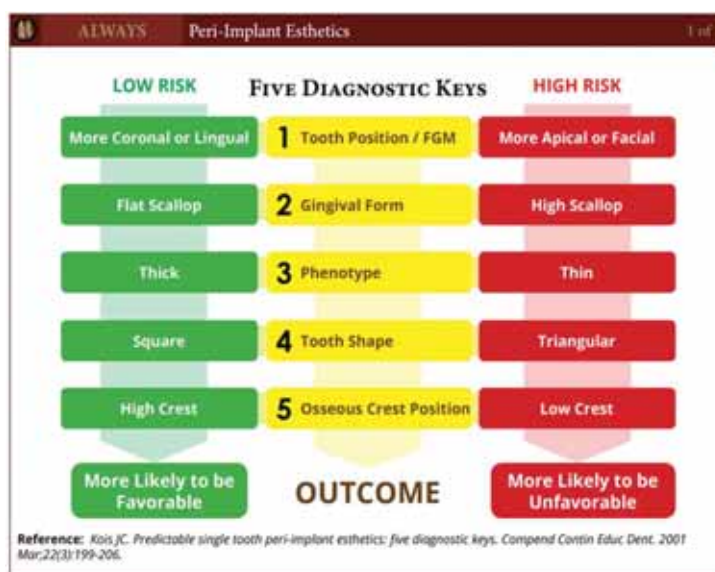 ALWAYS Peri-Implant Esthetics 1 of
LOW RISK FIVE DIAGNOSTIC KEYS HIGH RISK
More Coronal or Lingual 1 Tooth Position / FGM More Apical or Facial
Flat Scallop 2 Gingival Form High Scallop
Thick 3 Phenotype Thin
Square 4 Tooth Shape Triangular
High Crest 5 Osseous Crest Position Low Crest
More Likely to be
Favorable
OUTCOME
More Likely to be
Unfavorable
Reference: Kois JC. Predictable single tooth peri-implant esthetics: five diagnostic keys. Compend Contin Educ Dent. 2001
Mar;22(3):199-206.